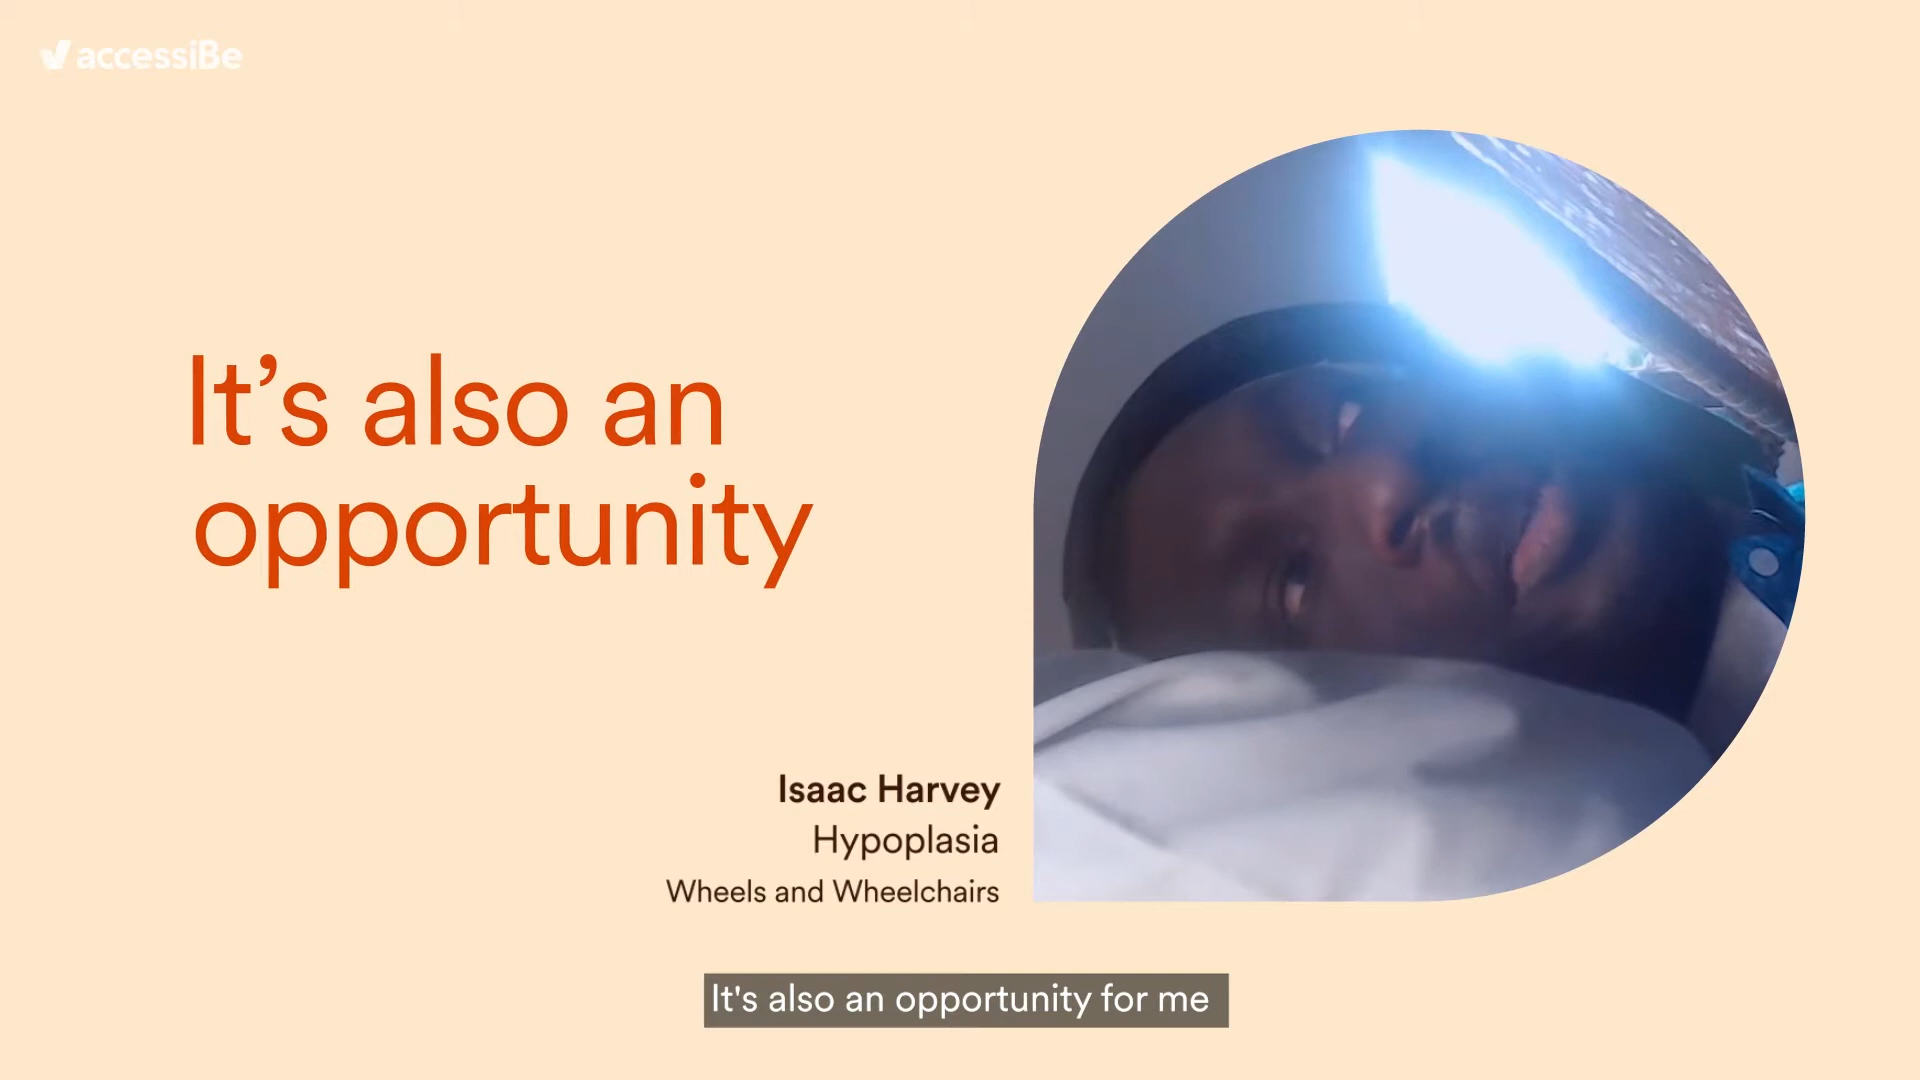 accessiBe
It’s also an
opportunity
Isaac Harvey
Hypoplasia
Wheels and Wheelchairs
It's also an opportunity for me